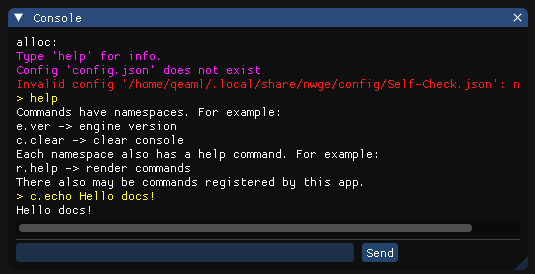 Console
alloc:
Type 'help' for info.
Config 'config.json' does not exist
Invalid config '/home/qeaml/.local/share/nwge/config/Self-Check.json': n
> help
Commands have namespaces. For example:
e.ver -> engine version
c.clear -> clear console
Each namespace also has a help command. For example:
r.help -> render commands
There also may be commands registered by this app.
> c.echo Hello docs!
Hello docs!
Send